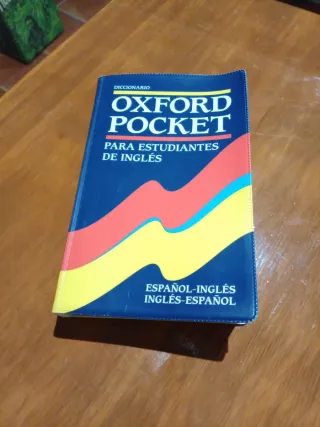 DICCIONARIO
OXFORD
POCKET
PARA ESTUDIANTES
DE INGLÉS
ESPAÑOL-INGLÉS
INGLÉS-ESPAÑOL